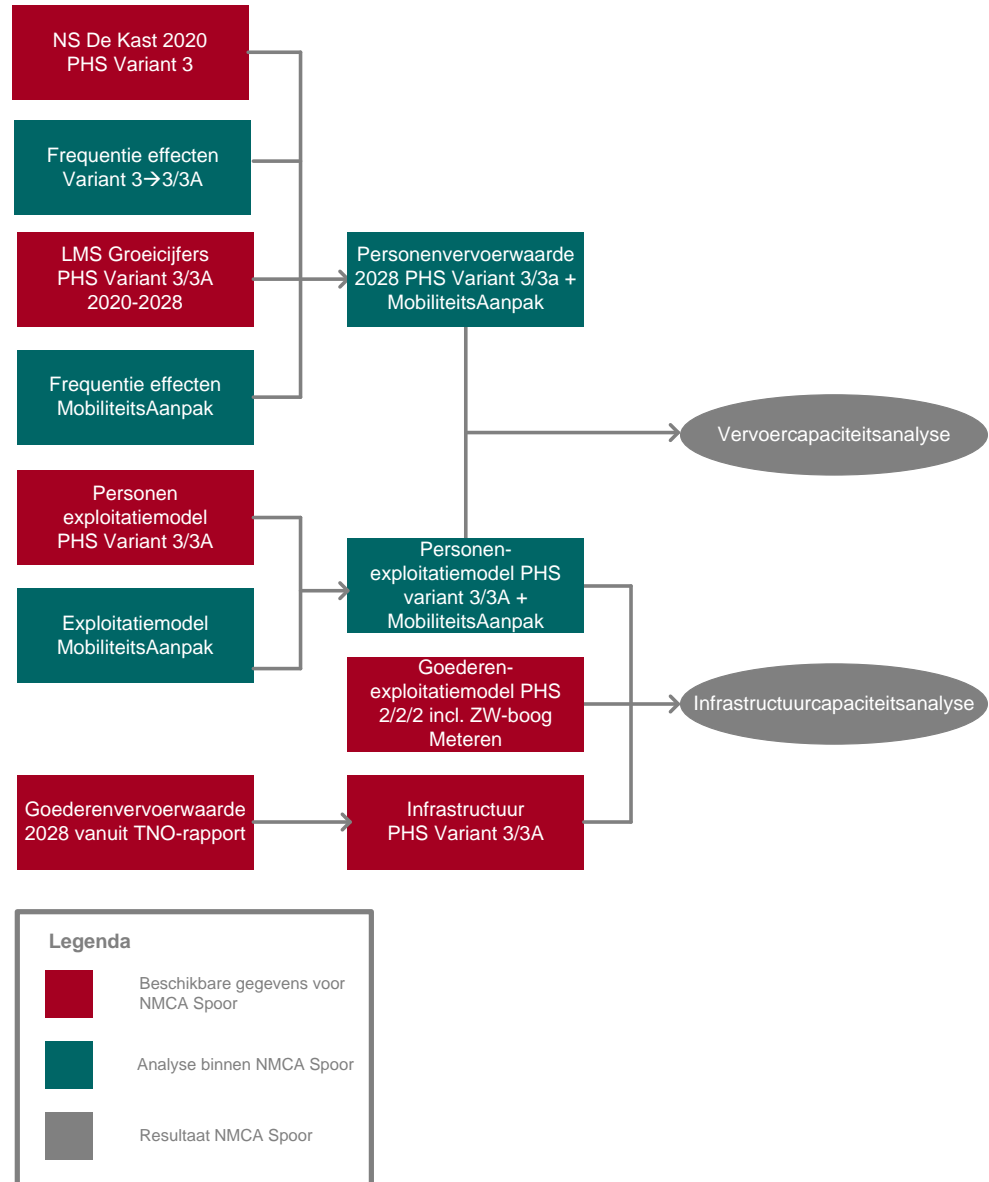 NS De Kast 2020
PHS Variant 3
Frequentie effecten
Variant 3→3/3A
LMS Groeicijfers
PHS Variant 3/3A
2020-2028
Personenvervoerwaarde
2028 PHS Variant 3/3a +
MobiliteitsAanpak
Frequentie effecten
MobiliteitsAanpak
Vervoercapaciteitsanalyse
Personen
exploitatiemodel
PHS Variant 3/3A
Personen-
exploitatiemodel PHS
variant 3/3A +
MobiliteitsAanpak
Exploitatiemodel
MobiliteitsAanpak
Goederen-
exploitatiemodel PHS
2/2/2 incl. ZW-boog
Meteren
Infrastructuurcapaciteitsanalyse
Goederenvervoerwaarde
2028 vanuit TNO-rapport
Infrastructuur
PHS Variant 3/3A
Legenda
Beschikbare gegevens voor
NMCA Spoor
Analyse binnen NMCA Spoor
Resultaat NMCA Spoor